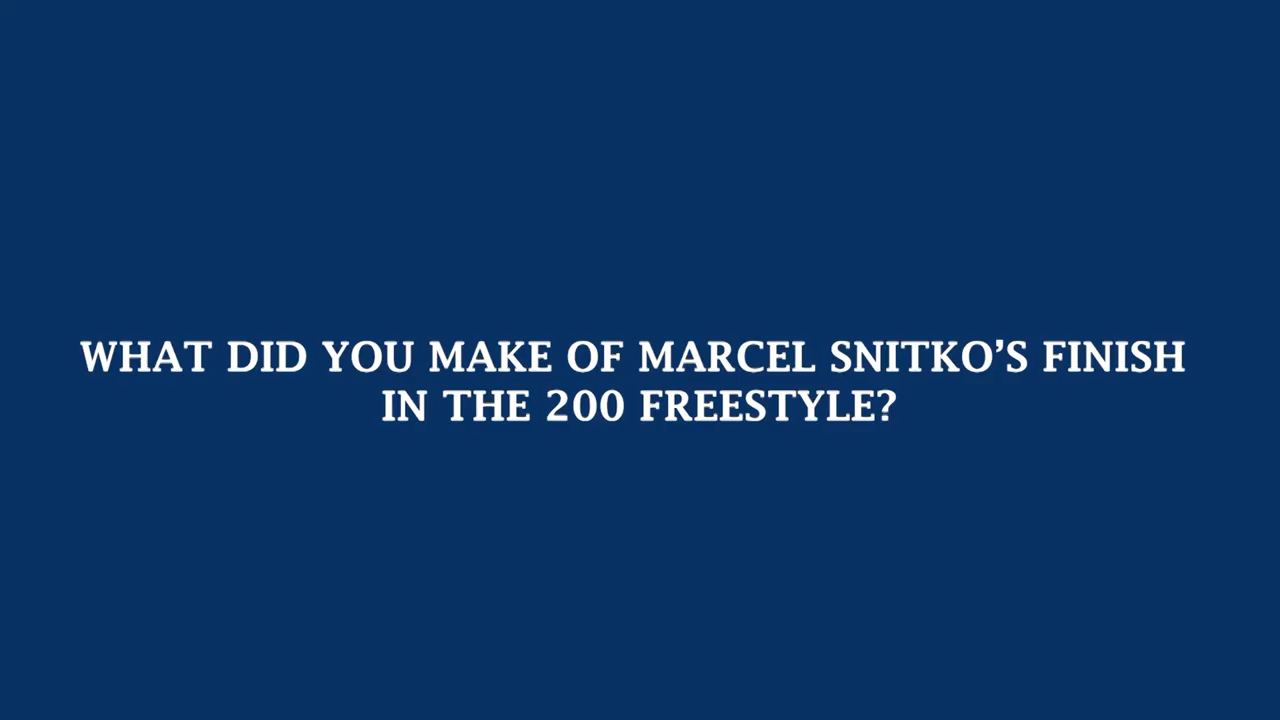 WHAT DID YOU MAKE OF MARCEL SNITKO’S FINISH
IN THE 200 FREESTYLE?